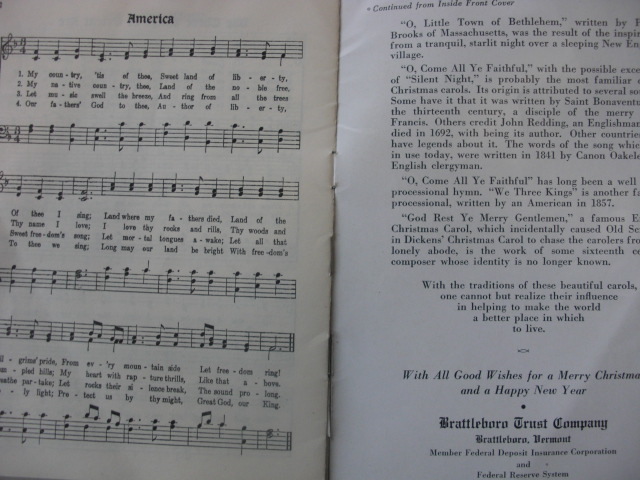 America
1. My coun-try, 'tis of thee, Sweet land of lib - er - ty,
2. My na - tive coun-try, thee, Land of the no - ble free,
3. Let mu - sic swell the breeze, And ring from all the trees
4. Our fa - thers' God to thee, Au - thor of lib - er - ty,
Of thee I sing; Land where my fa - thers died, Land of the
Thy name I love; I love thy rocks and rills, Thy woods and
Sweet free-dom's song; Let mor-tal tongues a-wake; Let all that
To thee we sing; Long may our land be bright With free-dom's
grims' pride, From ev-'ry moun-tain side Let free-dom ring!
pled hills; My heart with rap-ture thrills, Like that a - bove.
par-take; Let rocks their si-lence break, The sound pro-long.
ly light; Pro-tect us by thy might, Great God, our King.
Continued from Inside Front Cover
"O, Little Town of Bethlehem," written by
Brooks of Massachusetts, was the result of the
from a tranquil, starlit night over a sleeping New
village.
"O, Come All Ye Faithful," with the possible
of "Silent Night," is probably the most familiar
Christmas carols. Its origin is attributed to several
Some have it that it was written by Saint
the thirteenth century, a disciple of the merry
Francis. Others credit John Redding, an
died in 1692, with being its author. Other
have legends about it. The words of the song
in use today, were written in 1841 by Canon
English clergyman.
"O, Come All Ye Faithful" has long been a well
processional hymn. "We Three Kings" is another
processional, written by an American in 1857.
"God Rest Ye Merry Gentlemen," a famous
Christmas Carol, which incidentally caused Old
in Dickens' Christmas Carol to chase the carolers
lonely abode, is the work of some sixteenth
composer whose identity is no longer known.
With the traditions of these beautiful carols,
one cannot but realize their influence
in helping to make the world
a better place in which
to live.
With All Good Wishes for a Merry Christma
and a Happy New Year
Brattleboro Trust Company
Brattleboro, Vermont
Member Federal Deposit Insurance Corporation
and
Federal Reserve System